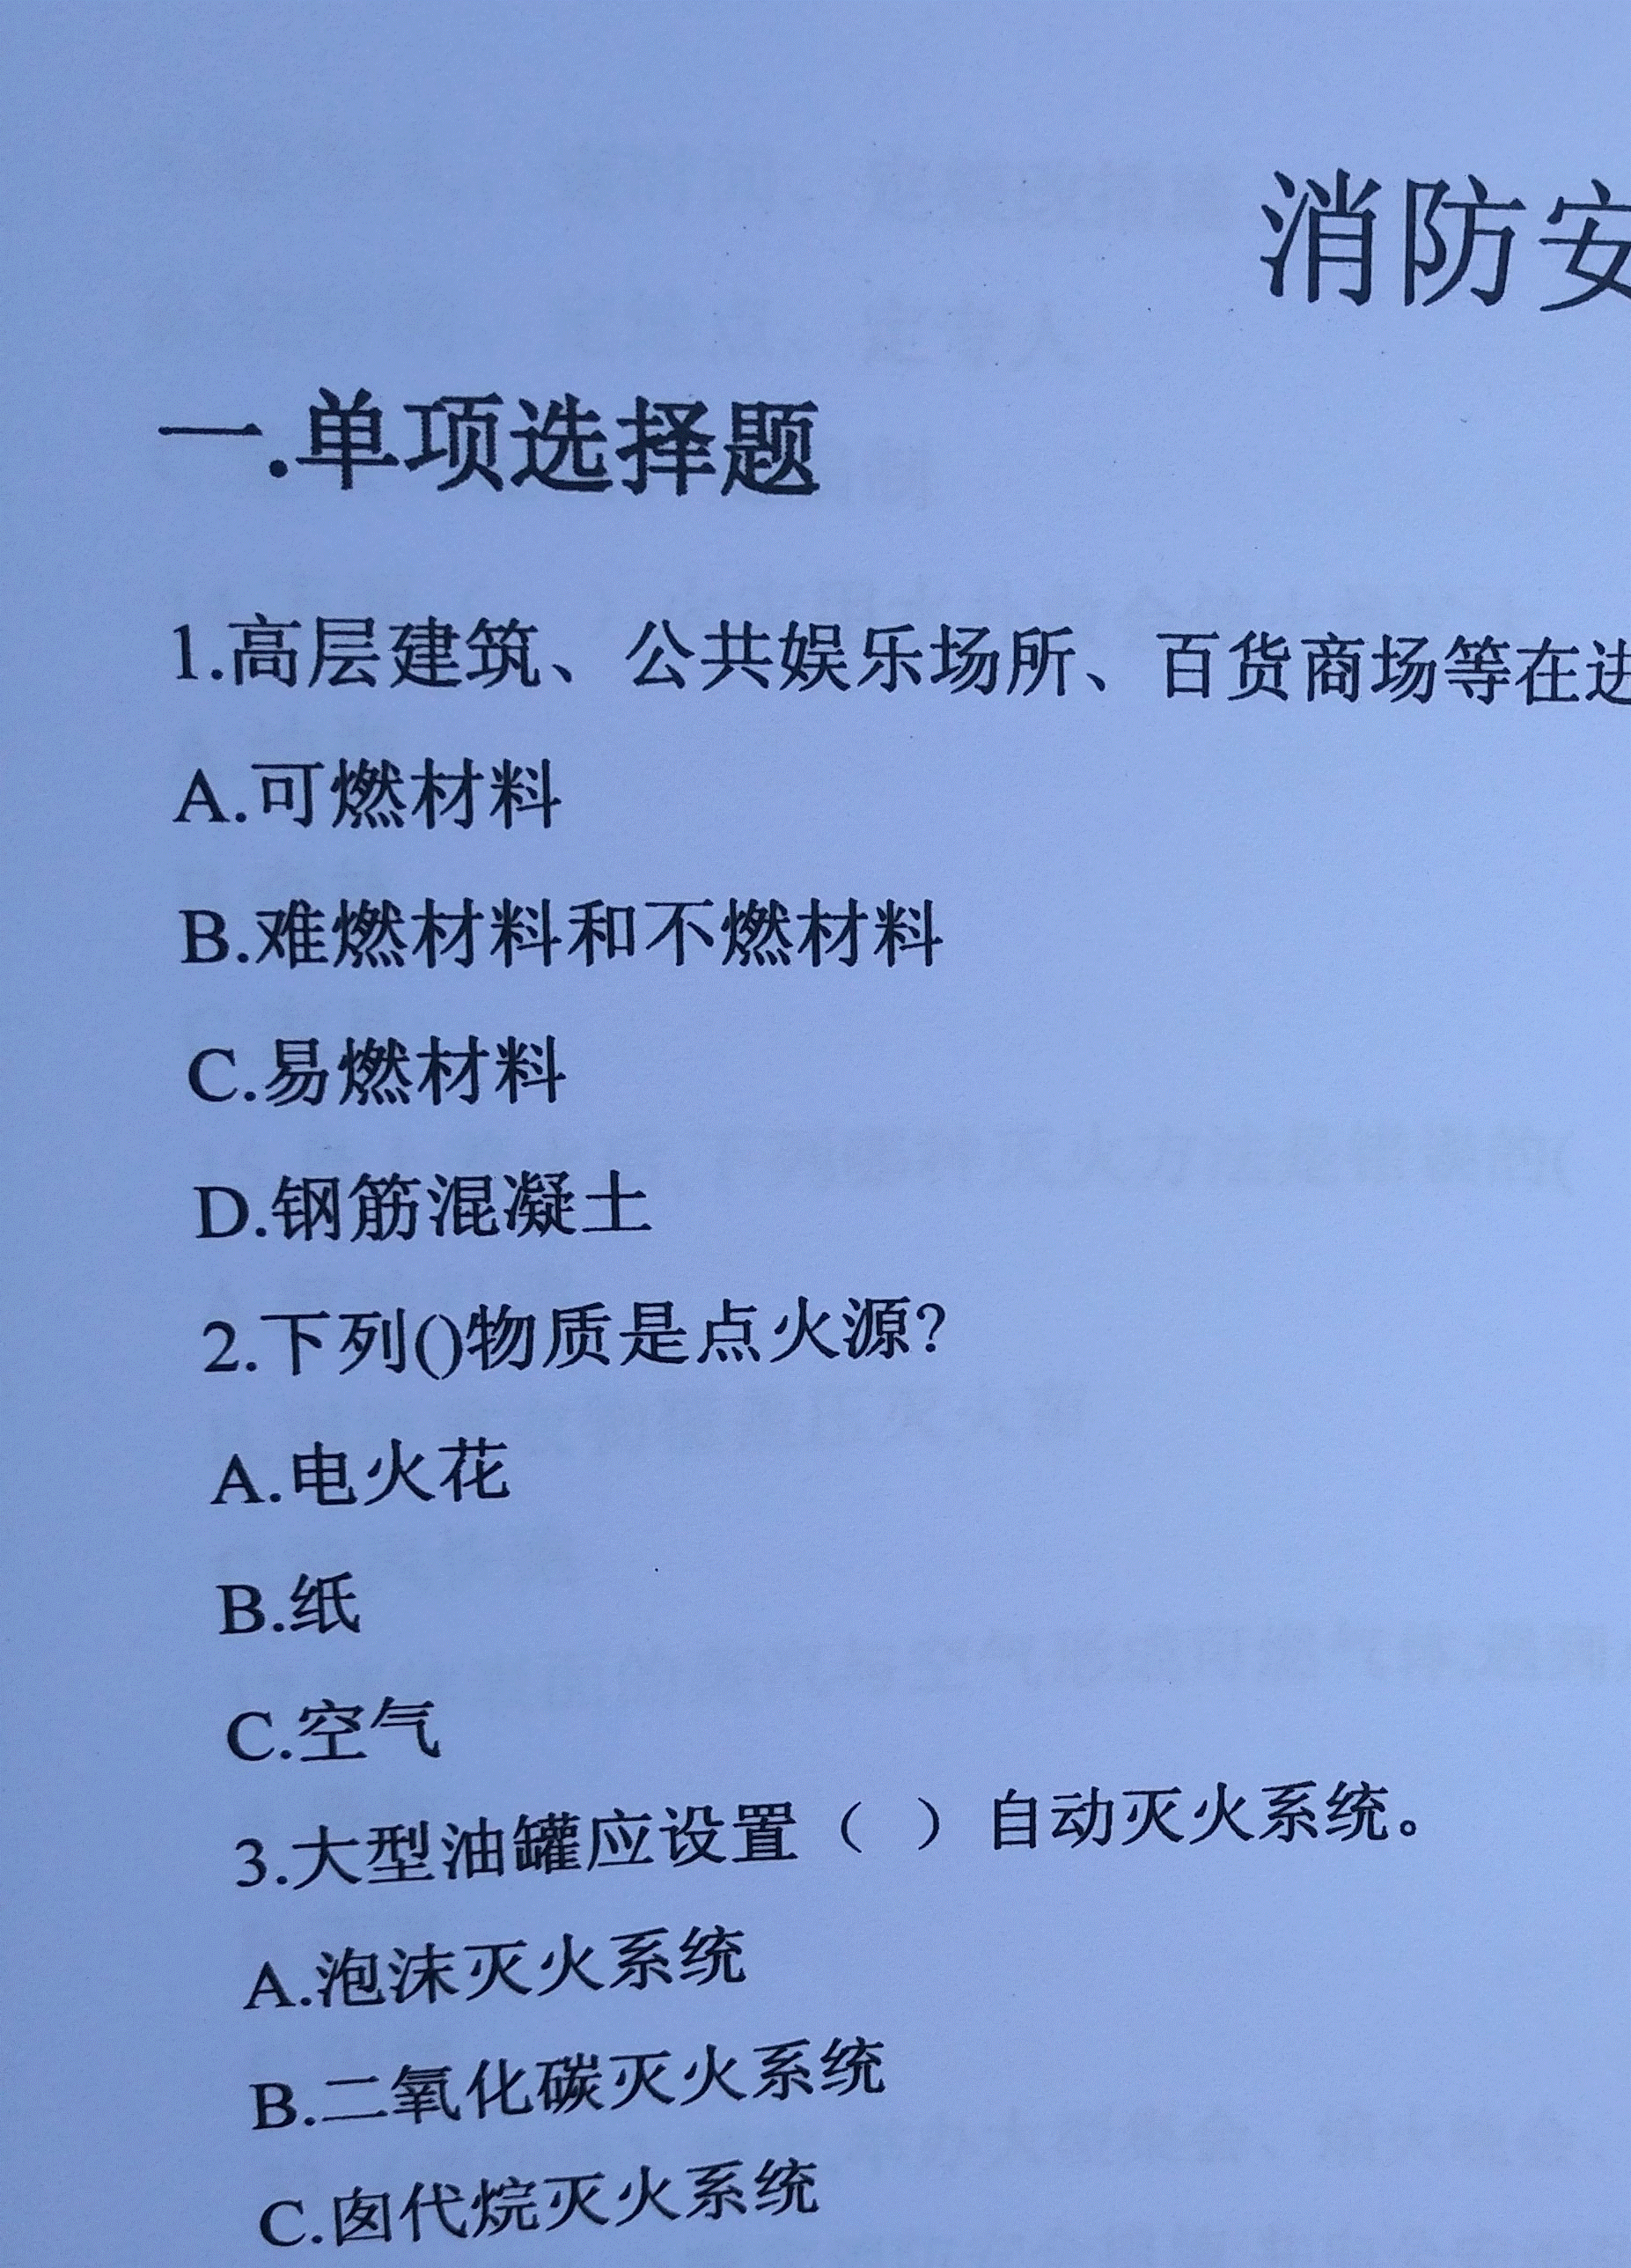 消防安
一.单项选择题
1.高层建筑、公共娱乐场所、百货商场等在进
A.可燃材料
B.难燃材料和不燃材料
C.易燃材料
D.钢筋混凝土
2.下列()物质是点火源?
A.电火花
B.纸
C.空气
3.大型油罐应设置（ ）自动灭火系统。
A.泡沫灭火系统
B.二氧化碳灭火系统
C.卤代烷灭火系统